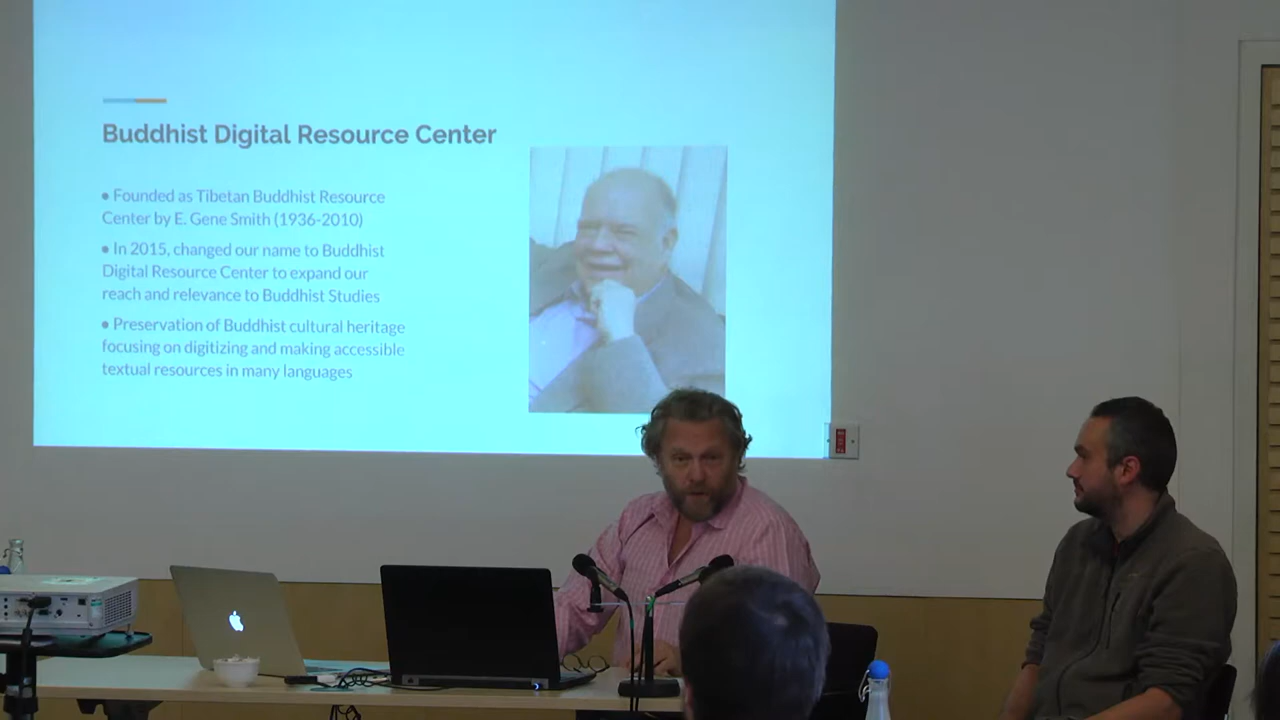 Buddhist Digital Resource Center
● Founded as Tibetan Buddhist Resource
Center by E. Gene Smith (1936-2010)
● In 2015, changed our name to Buddhist
Digital Resource Center to expand our
reach and relevance to Buddhist Studies
● Preservation of Buddhist cultural heritage
focusing on digitizing and making accessible
textual resources in many languages